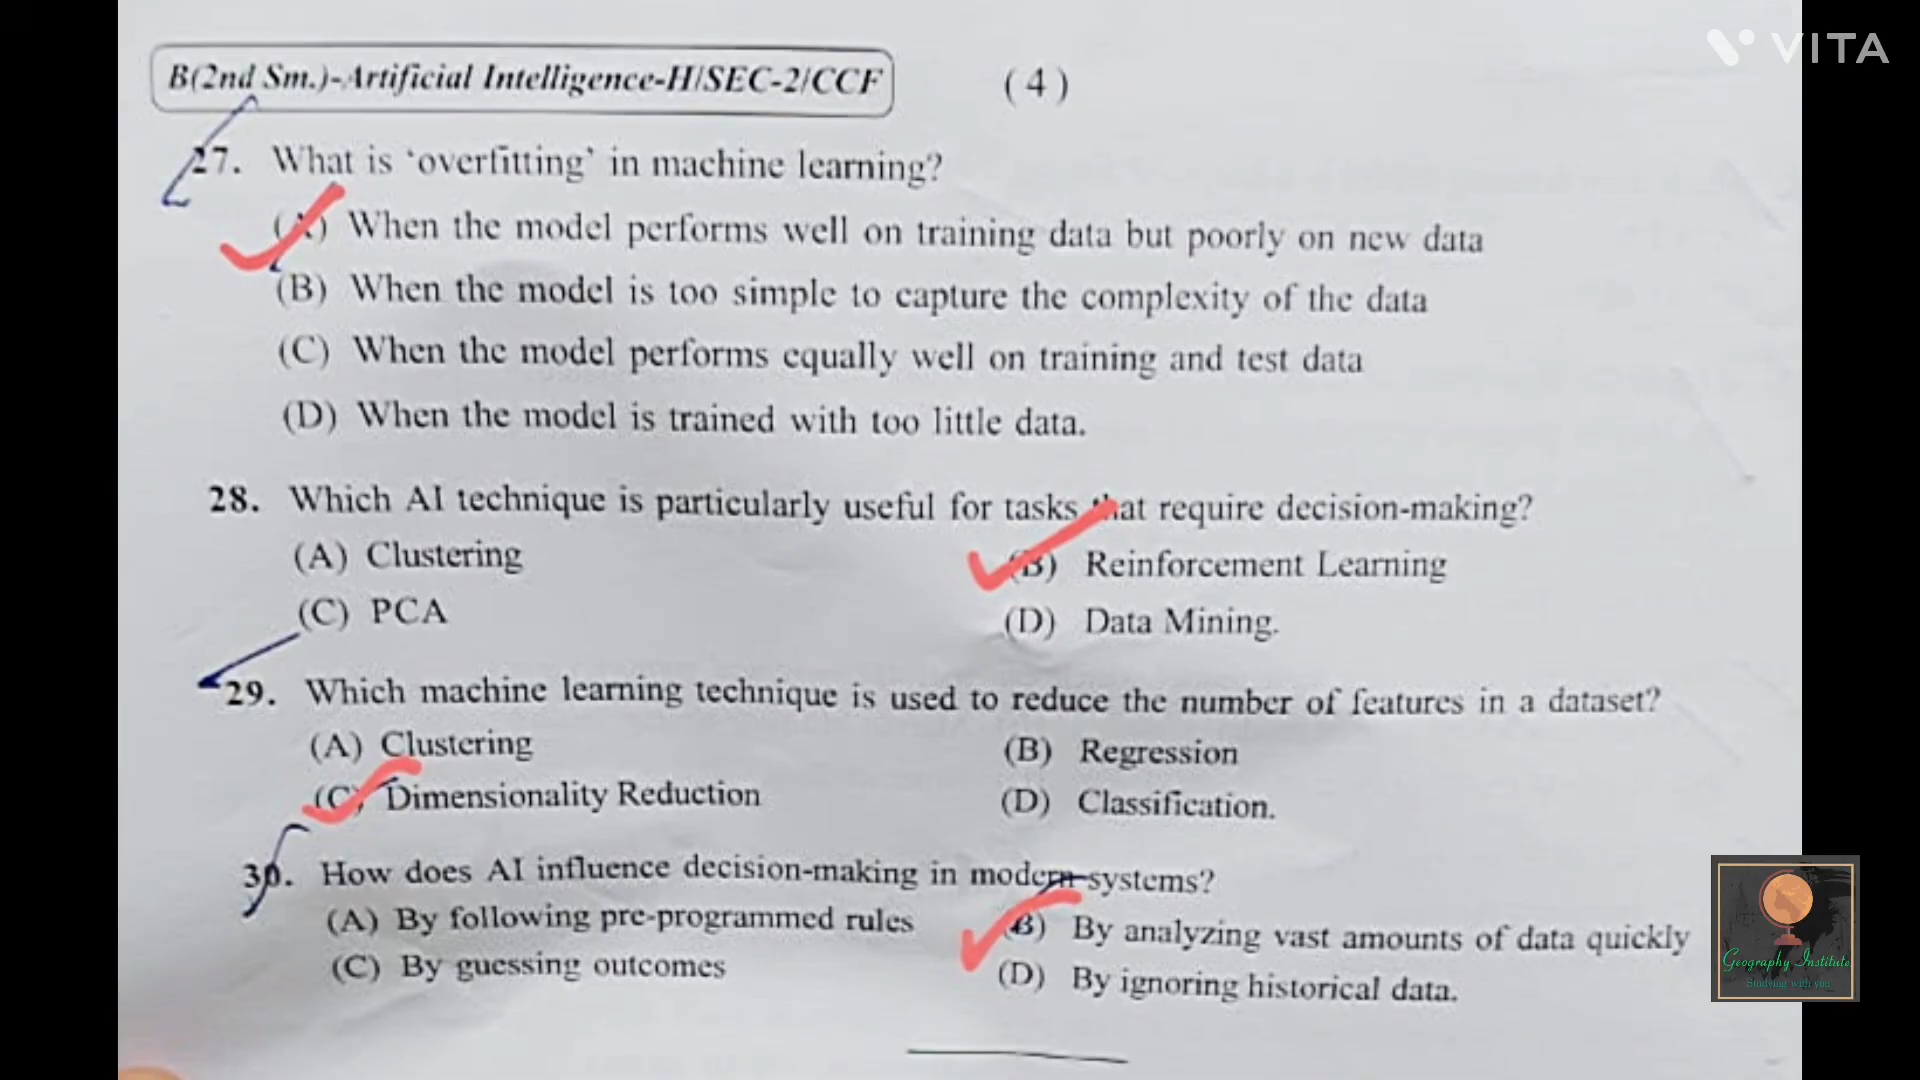 VITA
B(2nd Sm.)-Artificial Intelligence-H/SEC-2/CCF (4)
27. What is ‘overfitting’ in machine learning?
(A) When the model performs well on training data but poorly on new data
(B) When the model is too simple to capture the complexity of the data
(C) When the model performs equally well on training and test data
(D) When the model is trained with too little data.
28. Which AI technique is particularly useful for tasks that require decision-making?
(A) Clustering (B) Reinforcement Learning
(C) PCA (D) Data Mining.
29. Which machine learning technique is used to reduce the number of features in a dataset?
(A) Clustering (B) Regression
(C) Dimensionality Reduction (D) Classification.
30. How does AI influence decision-making in modern systems?
(A) By following pre-programmed rules (B) By analyzing vast amounts of data quickly
(C) By guessing outcomes (D) By ignoring historical data.
Geography Institute
Studying with you